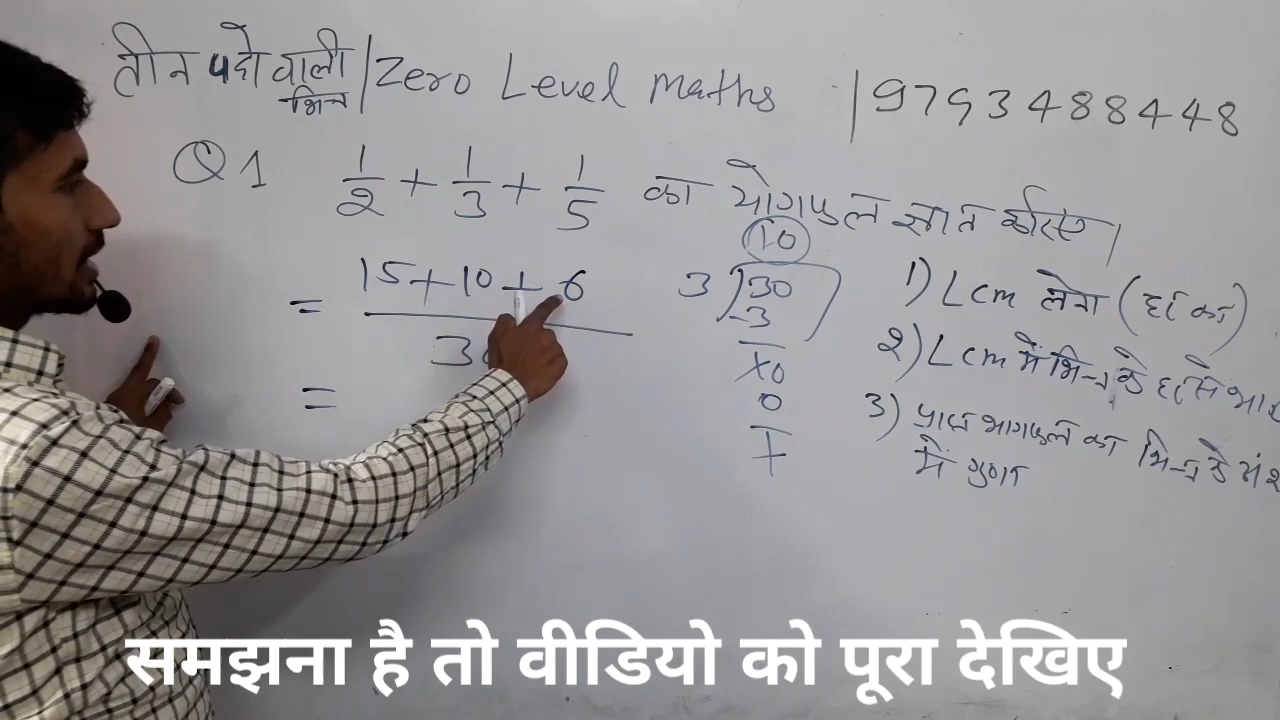 तीन पदो वाली भिन्न | Zero Level Maths | 9793488448
Q1 1/2 + 1/3 + 1/5 का योगफल ज्ञात कीजिए।
= 15+10+6
3
=
10
3)30(
-3
x0
0
1) Lcm लेना (हर का)
2) Lcm में भिन्न के हर से भाग
3) प्राप्त भागफल का भिन्न के अंश
में गुणा
समझना है तो वीडियो को पूरा देखिए